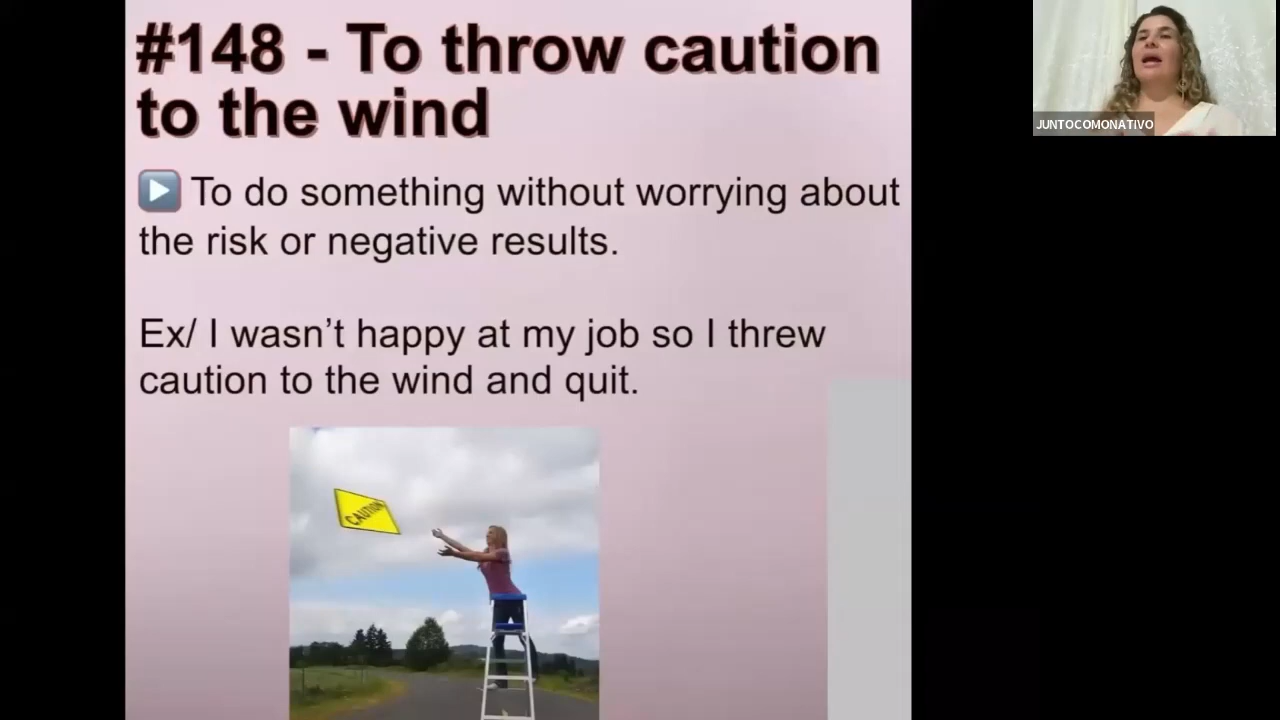 #148 - To throw caution
to the wind
JUNTOCOMONATIVO
▶️ To do something without worrying about
the risk or negative results.
Ex/ I wasn’t happy at my job so I threw
caution to the wind and quit.
CAUTION